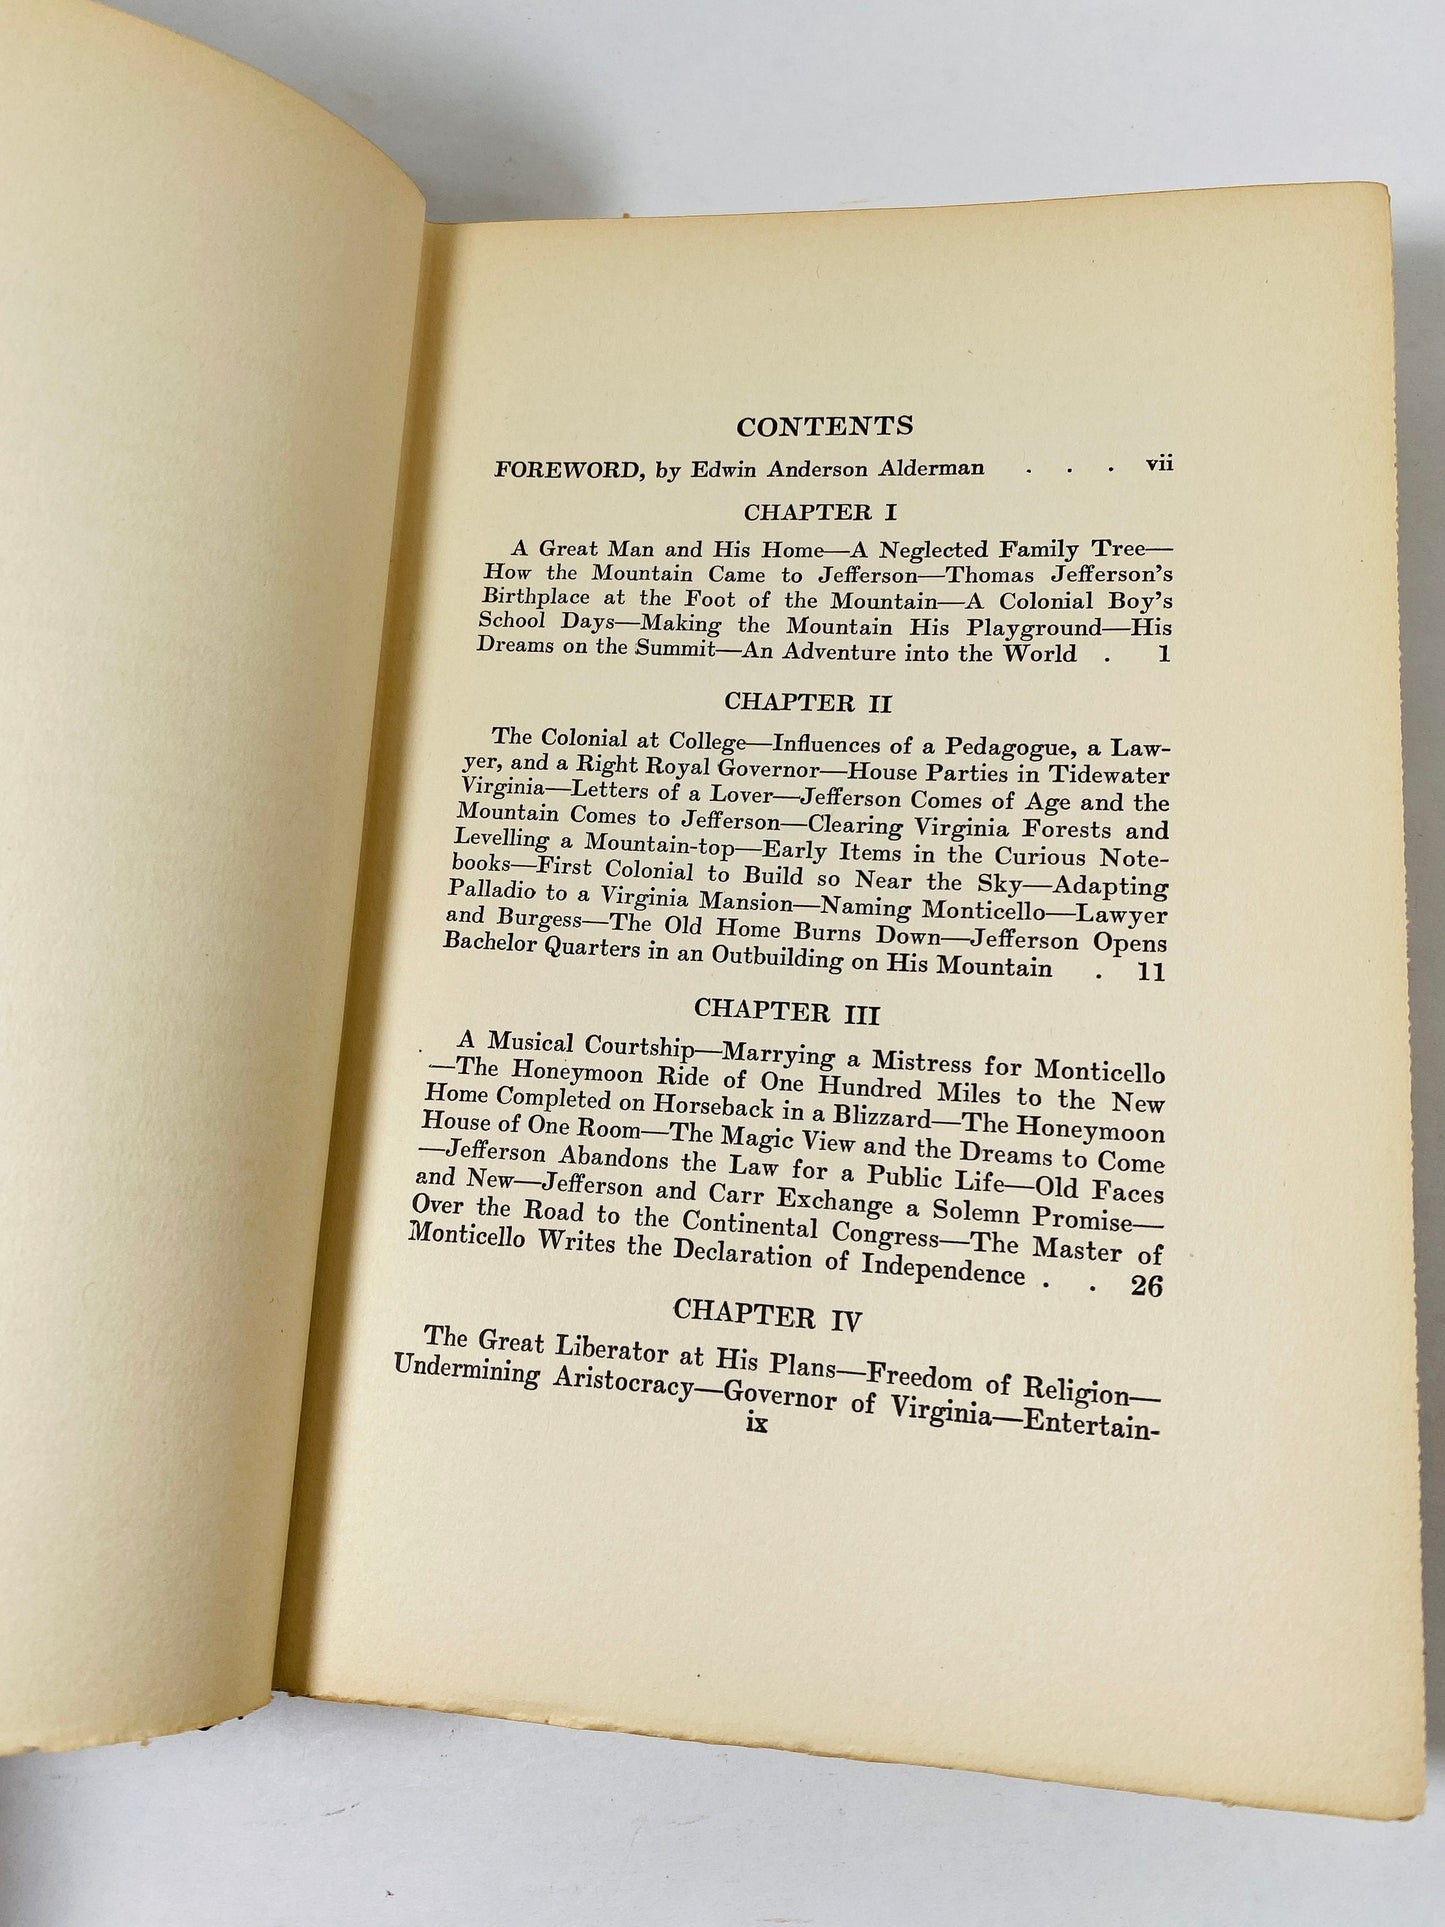 CONTENTS
FOREWORD, by Edwin Anderson Alderman . . . vii
CHAPTER I
A Great Man and His Home—A Neglected Family Tree—
How the Mountain Came to Jefferson—Thomas Jefferson's
Birthplace at the Foot of the Mountain—A Colonial Boy's
School Days—Making the Mountain His Playground—His
Dreams on the Summit—An Adventure into the World . 1
CHAPTER II
The Colonial at College—Influences of a Pedagogue, a Law-
yer, and a Right Royal Governor—House Parties in Tidewater
Virginia—Letters of a Lover—Jefferson Comes of Age and the
Mountain Comes to Jefferson—Clearing Virginia Forests and
Levelling a Mountain-top—Early Items in the Curious Note-
books—First Colonial to Build so Near the Sky—Adapting
Palladio to a Virginia Mansion—Naming Monticello—Lawyer
and Burgess—The Old Home Burns Down—Jefferson Opens
Bachelor Quarters in an Outbuilding on His Mountain . 11
CHAPTER III
A Musical Courtship—Marrying a Mistress for Monticello
—The Honeymoon Ride of One Hundred Miles to the New
Home Completed on Horseback in a Blizzard—The Honeymoon
House of One Room—The Magic View and the Dreams to Come
—Jefferson Abandons the Law for a Public Life—Old Faces
and New—Jefferson and Carr Exchange a Solemn Promise—
Over the Road to the Continental Congress—The Master of
Monticello Writes the Declaration of Independence . . 26
CHAPTER IV
The Great Liberator at His Plans—Freedom of Religion—
Undermining Aristocracy—Governor of Virginia—Entertain-
ix